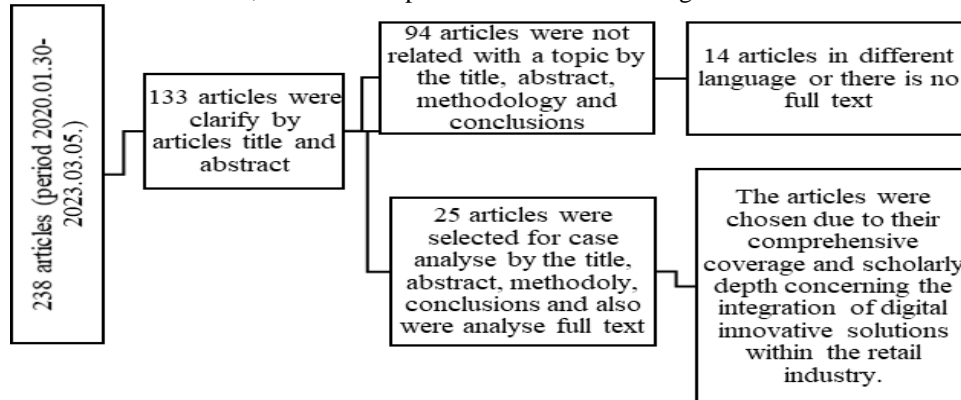 238 articles (period 2020.01.30-
2023.03.05.)
133 articles were
clarify by
articles title and
abstract
94 articles were not
related with a topic by
the title, abstract,
methodology and
conclusions
14 articles in different
language or there is no
full text
25 articles were
selected for case
analyse by the title,
abstract, methodoly,
conclusions and also
were analyse full text
The articles were
chosen due to their
comprehensive
coverage and scholarly
depth concerning the
integration of digital
innovative solutions
within the retail
industry.